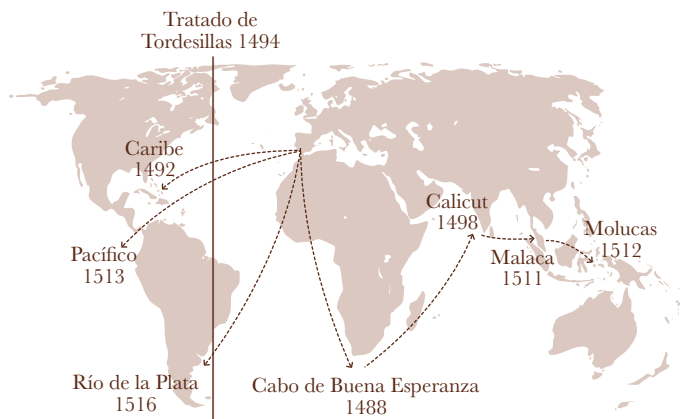 Tratado de
Tordesillas 1494
Caribe
1492
Calicut
1498
Molucas
1512
Pacífico
1513
Malaca
1511
Río de la Plata
1516
Cabo de Buena Esperanza
1488